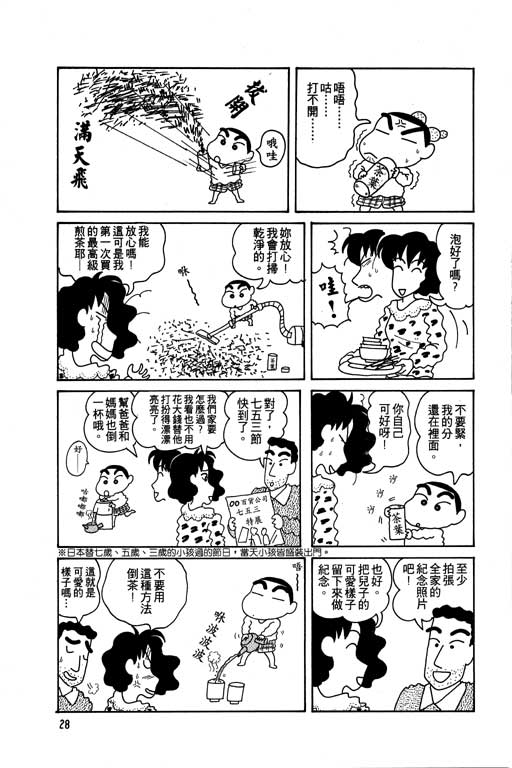 唔唔
咕……
打不開
……
茶葉
拔開
滿天飛
哦哇
泡好了嗎？
哇！
妳放心！
我會打掃
乾淨的。
咻
我能
放心嗎！
這可是我
第一次買
的最高級
煎茶耶—
不要緊，
我的分
還在裡面。
你自己
可好呀！
茶葉
對了，
七五三節
快到了。
○○百貨公司
七五三
特展
我們家要
怎麼過？
我看也不用
花大錢替他
打扮得漂漂
亮亮了。
幫爸爸和
媽媽也倒
一杯哦。
好—
※日本替七歲、五歲、三歲的小孩過的節日，當天小孩皆盛裝出門。
至少
拍張
全家的
紀念照片
吧！
也好。
把兒子的
可愛樣子
留下來做
紀念。
唔
咻波波波
不要用
這種方法
倒茶！
這就是
可愛的
樣子嗎…
28